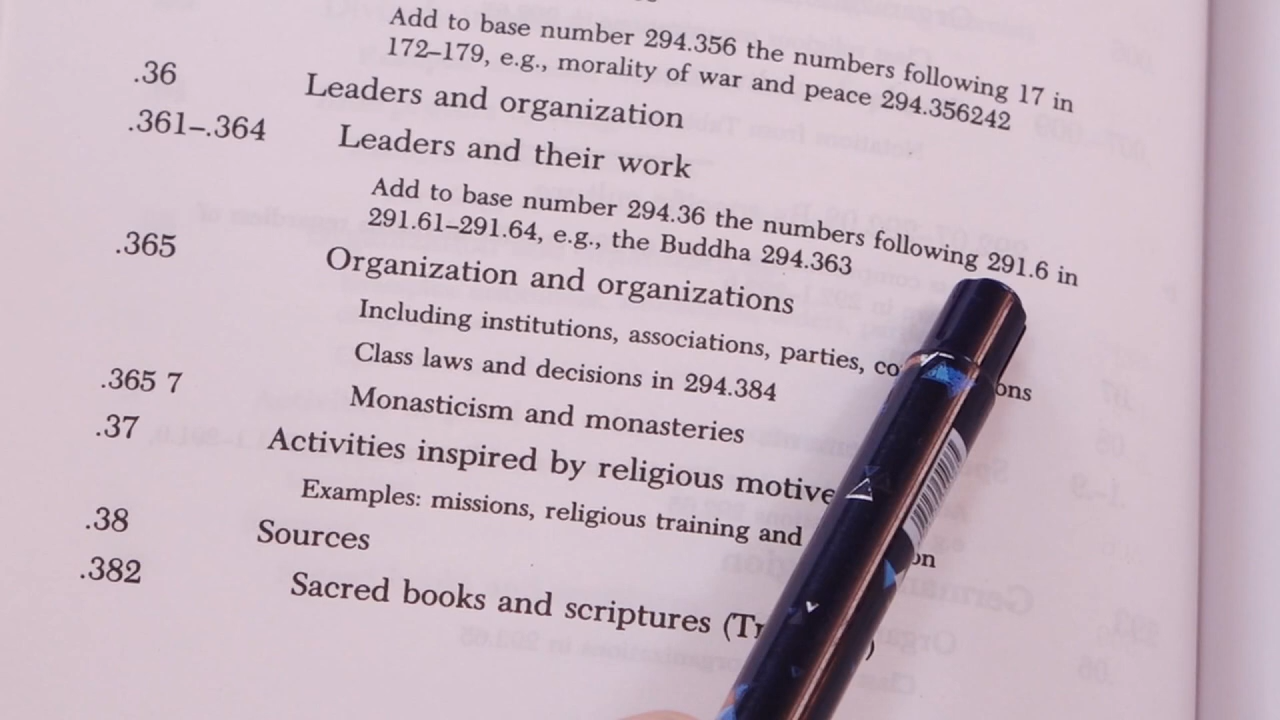 Add to base number 294.356 the numbers following 17 in
172–179, e.g., morality of war and peace 294.356242
.36 Leaders and organization
.361–.364 Leaders and their work
Add to base number 294.36 the numbers following 291.6 in
291.61–291.64, e.g., the Buddha 294.363
.365 Organization and organizations
Including institutions, associations, parties,
Class laws and decisions in 294.384
.365 7 Monasticism and monasteries
.37 Activities inspired by religious
Examples: missions, religious training and
.38 Sources
.382 Sacred books and scriptures